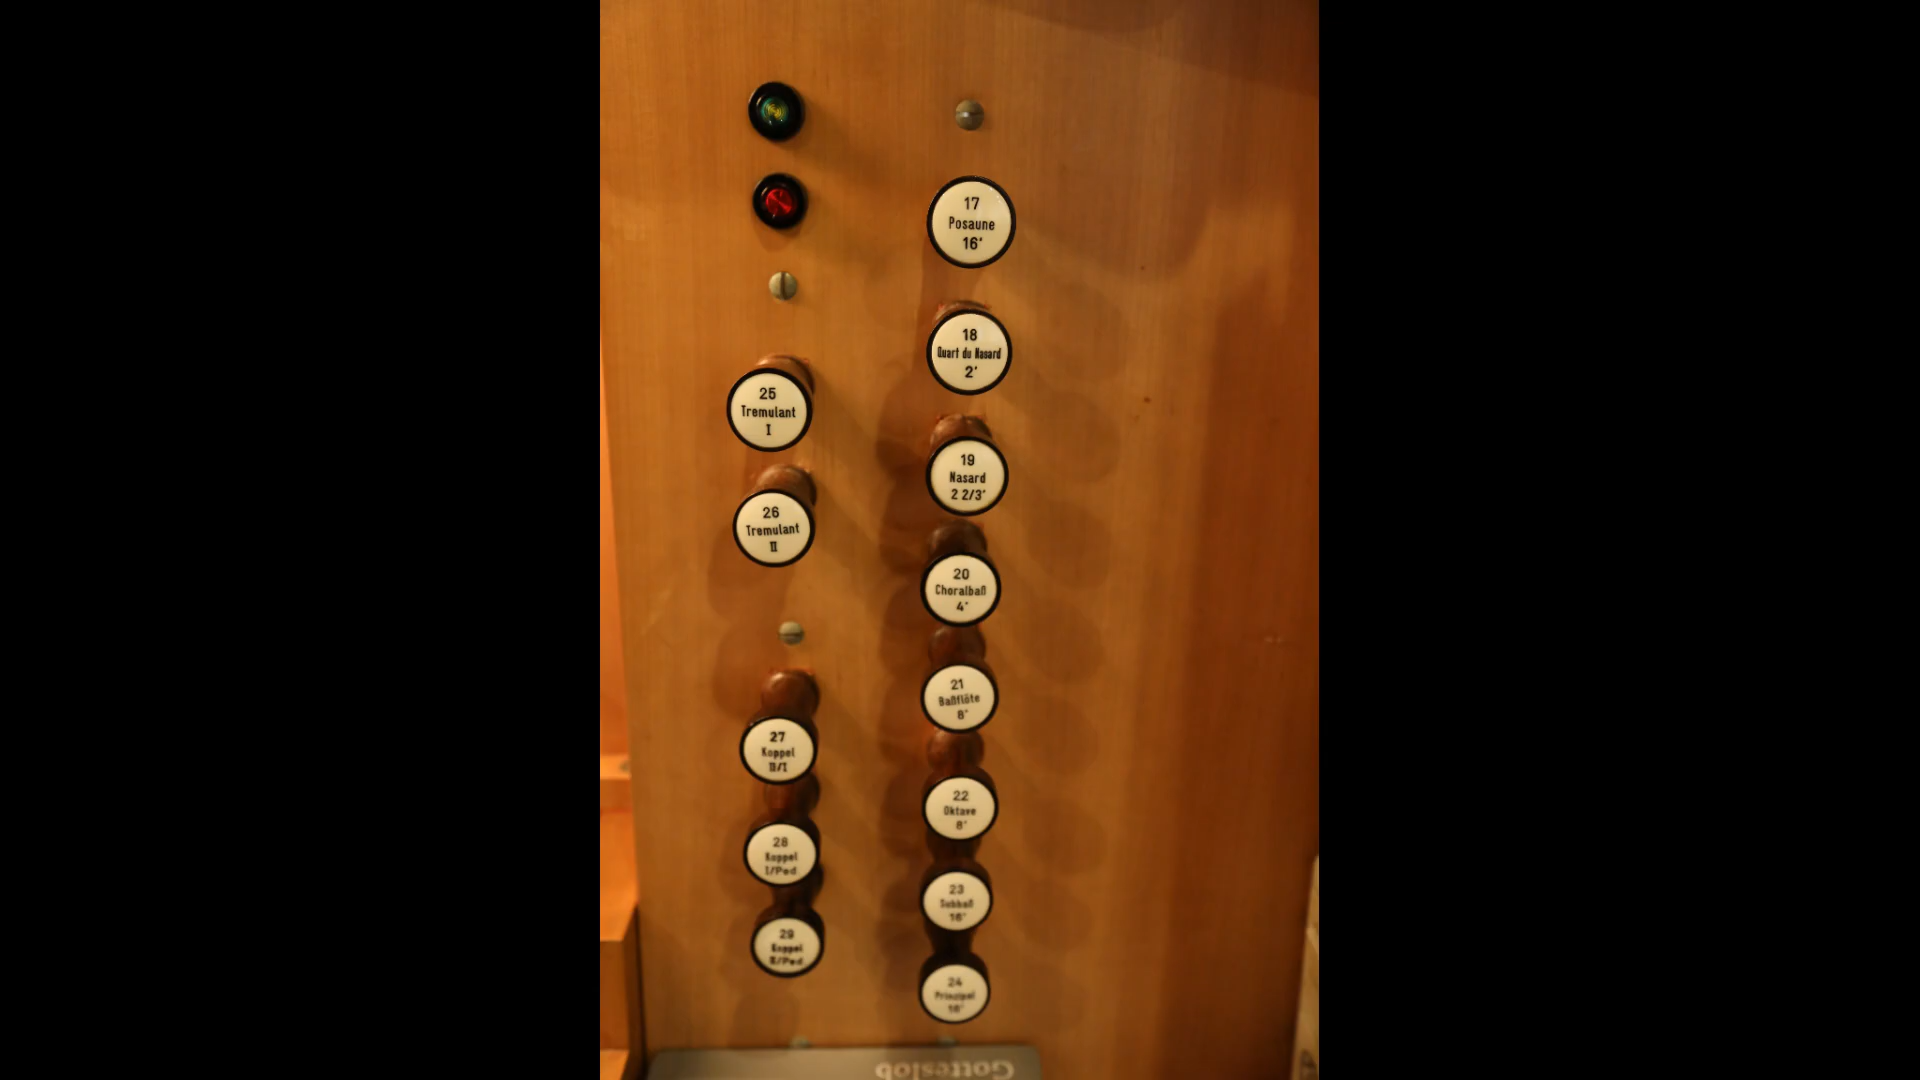 25
Tremulant
I
26
Tremulant
II
27
Koppel
II/I
28
Koppel
I/Ped
29
Koppel
II/Ped
17
Posaune
16'
18
Quart du Nasard
2'
19
Nasard
2 2/3'
20
Choralbaß
4'
21
Baßflöte
8'
22
Oktave
8'
23
Subbaß
16'
24
Prinzipal
16'
Gotteslob